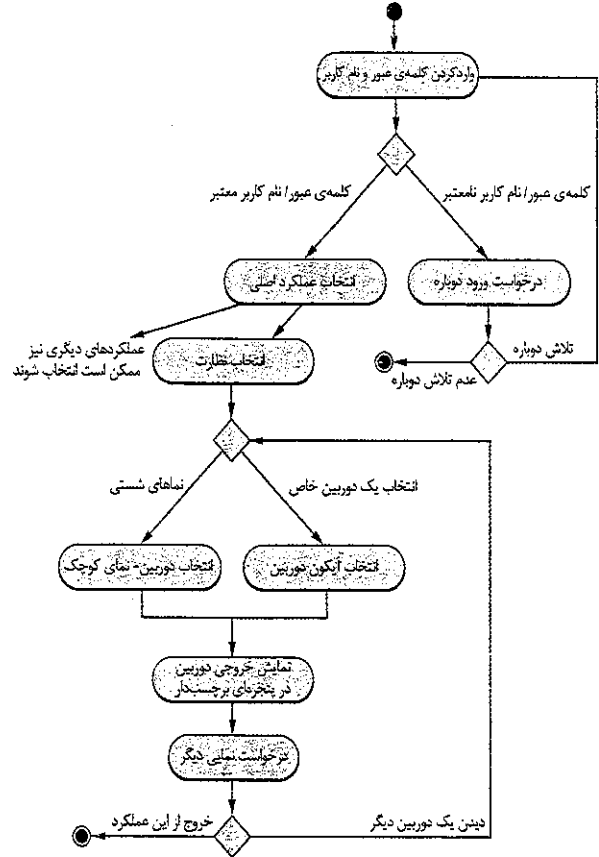 واردکردن کلمه‌ی عبور و نام کاربر
کلمه‌ی عبور/ نام کاربر نامعتبر
کلمه‌ی عبور/ نام کاربر معتبر
درخواست ورود دوباره
انتخاب عملکرد اصلی
تلاش دوباره
عدم تلاش دوباره
عملکردهای دیگری نیز
ممکن است انتخاب شوند
انتخاب نظارت
انتخاب یک دوربین خاص
نماهای شستی
انتخاب آیکون دوربین
انتخاب دوربین- نمای کوچک
نمایش خروجی دوربین
در پنجره‌ای برچسب‌دار
درخواست نمایی دیگر
دیدن یک دوربین دیگر
خروج از این عملکرد